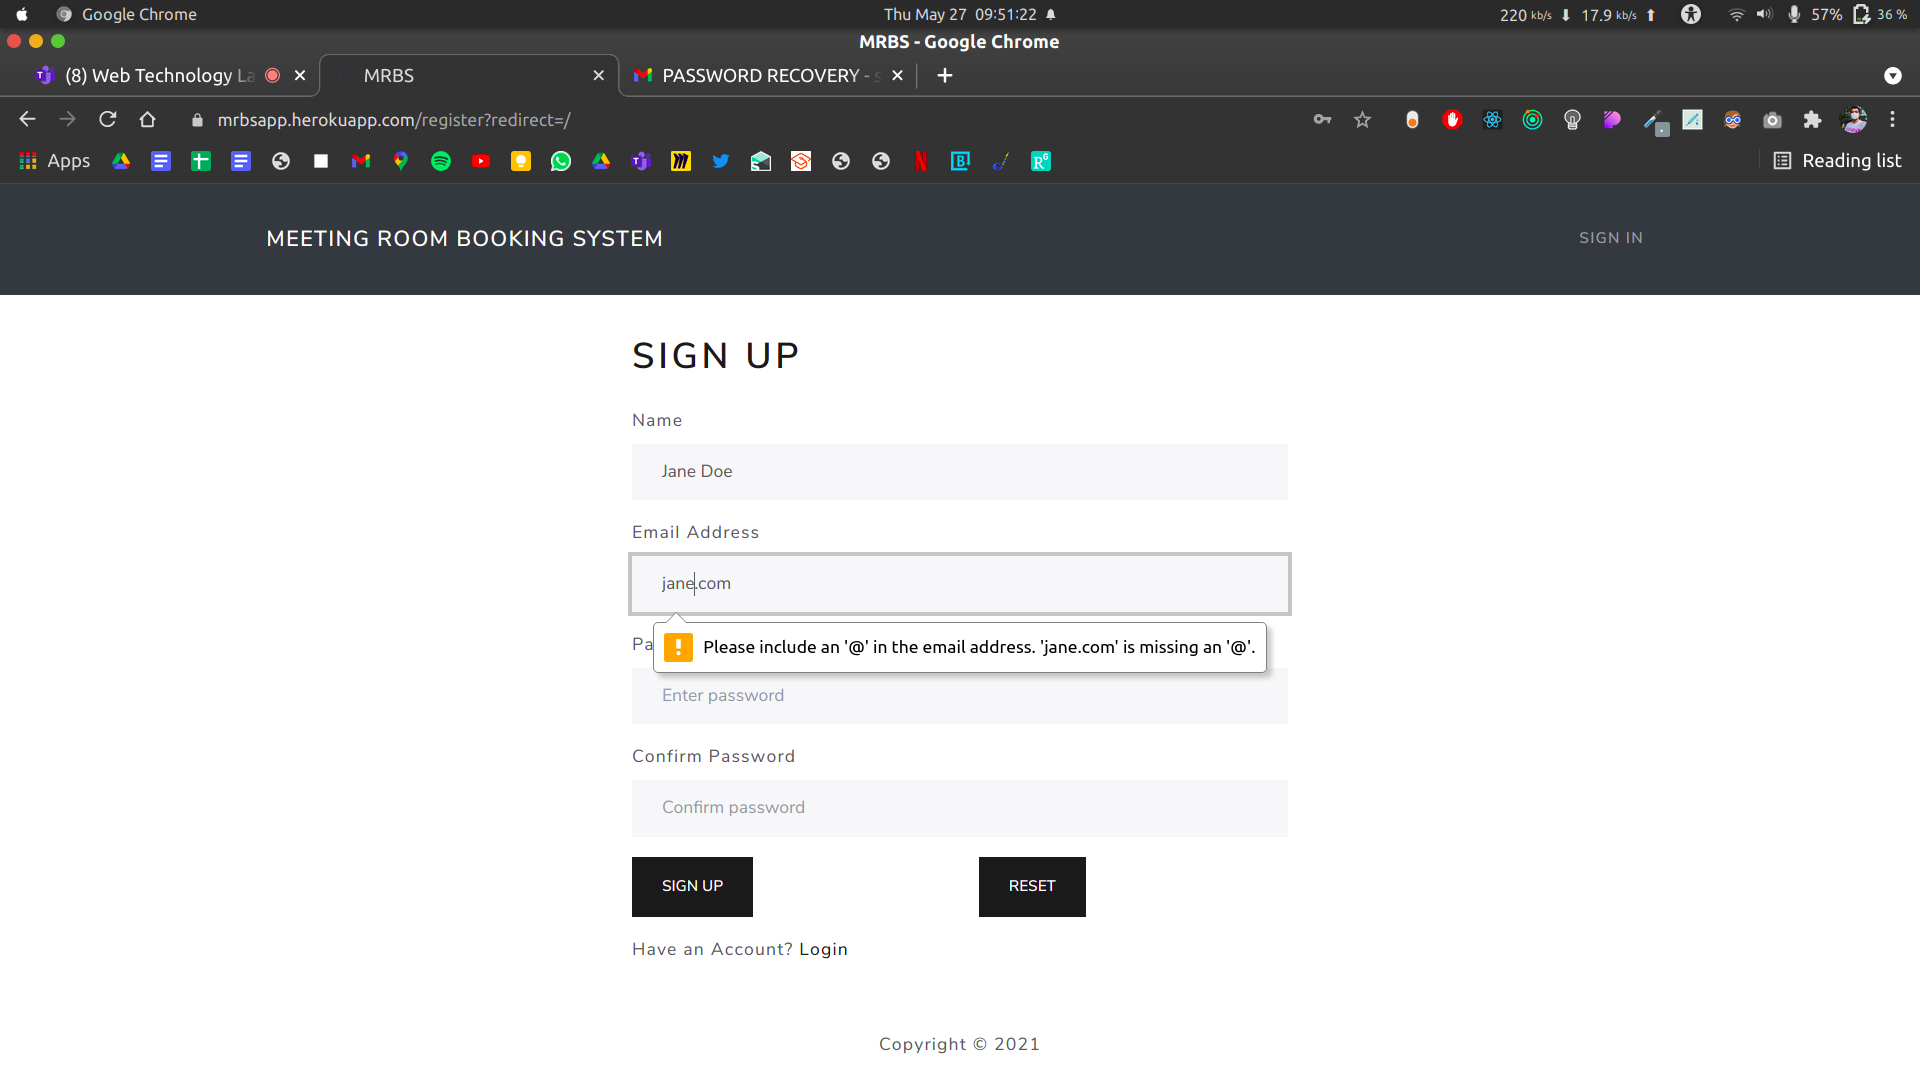 Google Chrome
Thu May 27 09:51:22
220 kb/s 17.9 kb/s 57% 36 %
MRBS - Google Chrome
(8) Web Technology La
MRBS
PASSWORD RECOVERY - s
mrbsapp.herokuapp.com/register?redirect=/
Apps
Reading list
MEETING ROOM BOOKING SYSTEM
SIGN IN
SIGN UP
Name
Jane Doe
Email Address
jane.com
Pa
Please include an '@' in the email address. 'jane.com' is missing an '@'.
Enter password
Confirm Password
Confirm password
SIGN UP
RESET
Have an Account? Login
Copyright © 2021